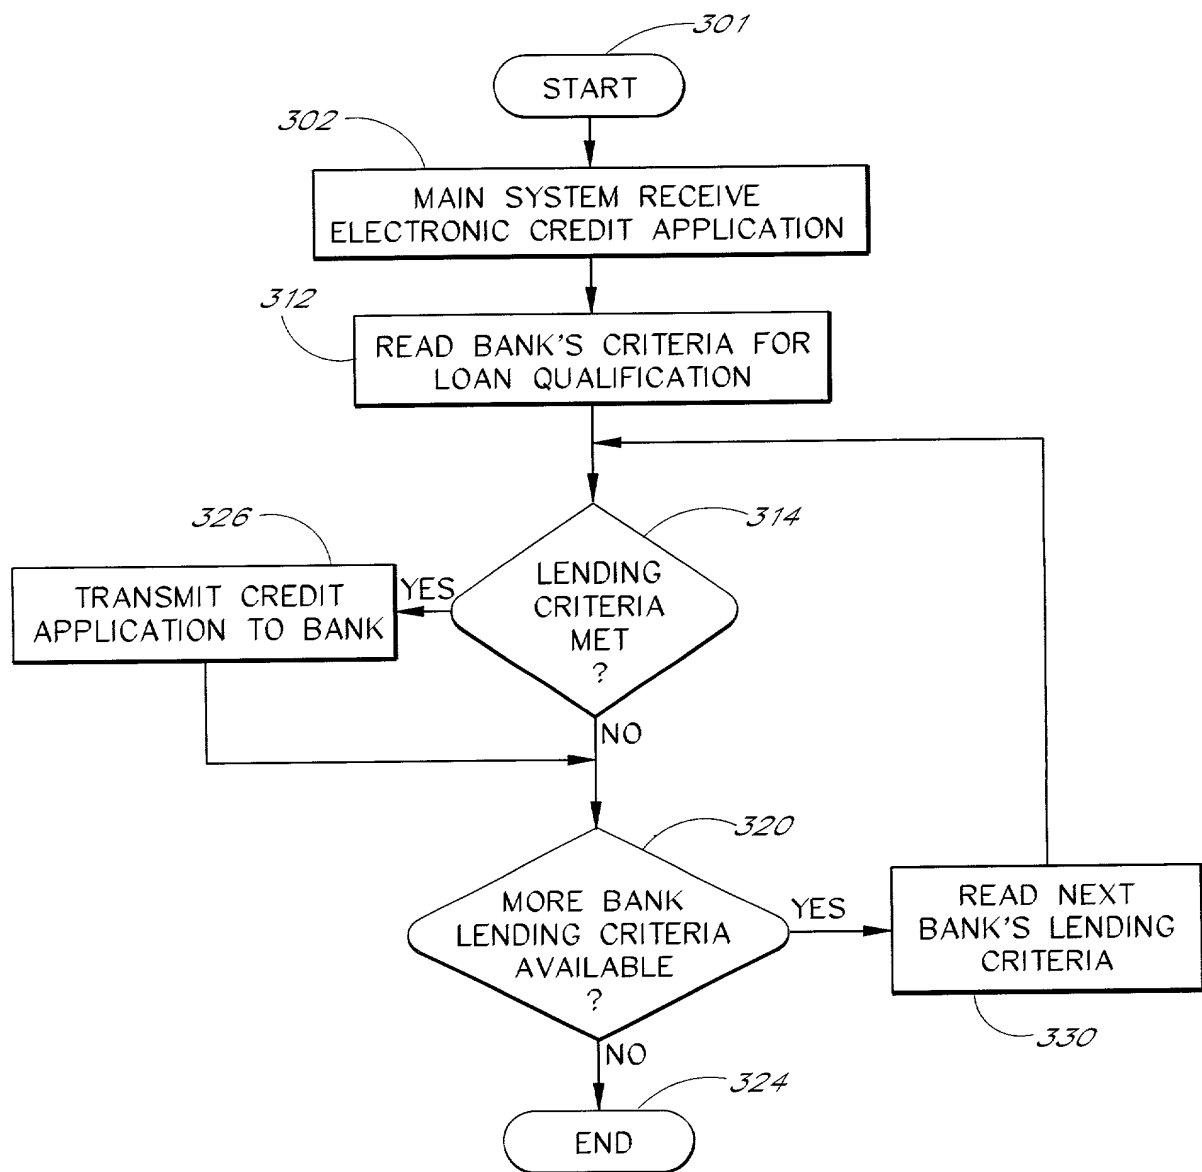 301
START
302
MAIN SYSTEM RECEIVE
ELECTRONIC CREDIT APPLICATION
312
READ BANK'S CRITERIA FOR
LOAN QUALIFICATION
314
LENDING
CRITERIA
MET
?
YES
326
TRANSMIT CREDIT
APPLICATION TO BANK
NO
320
MORE BANK
LENDING CRITERIA
AVAILABLE
?
YES
READ NEXT
BANK'S LENDING
CRITERIA
330
NO
324
END